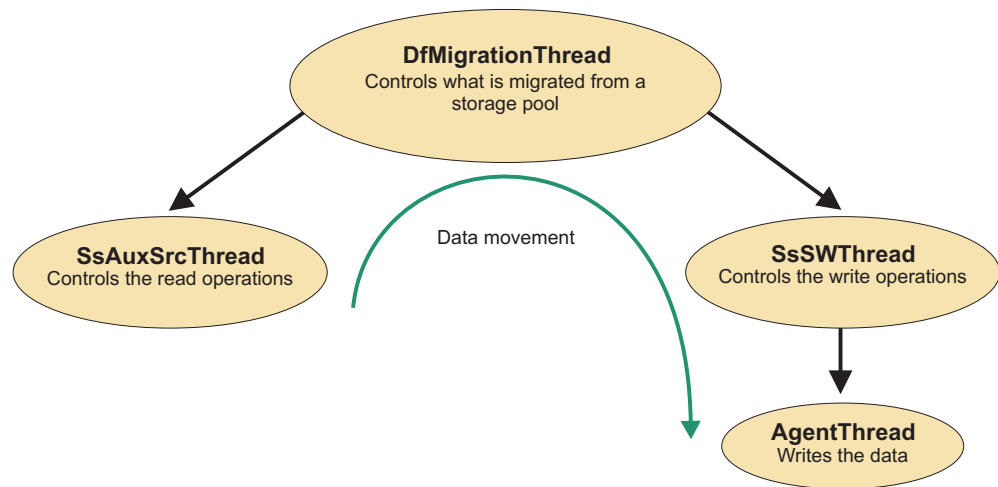 DfMigrationThread
Controls what is migrated from a
storage pool
SsAuxSrcThread
Controls the read operations
Data movement
SsSWThread
Controls the write operations
AgentThread
Writes the data